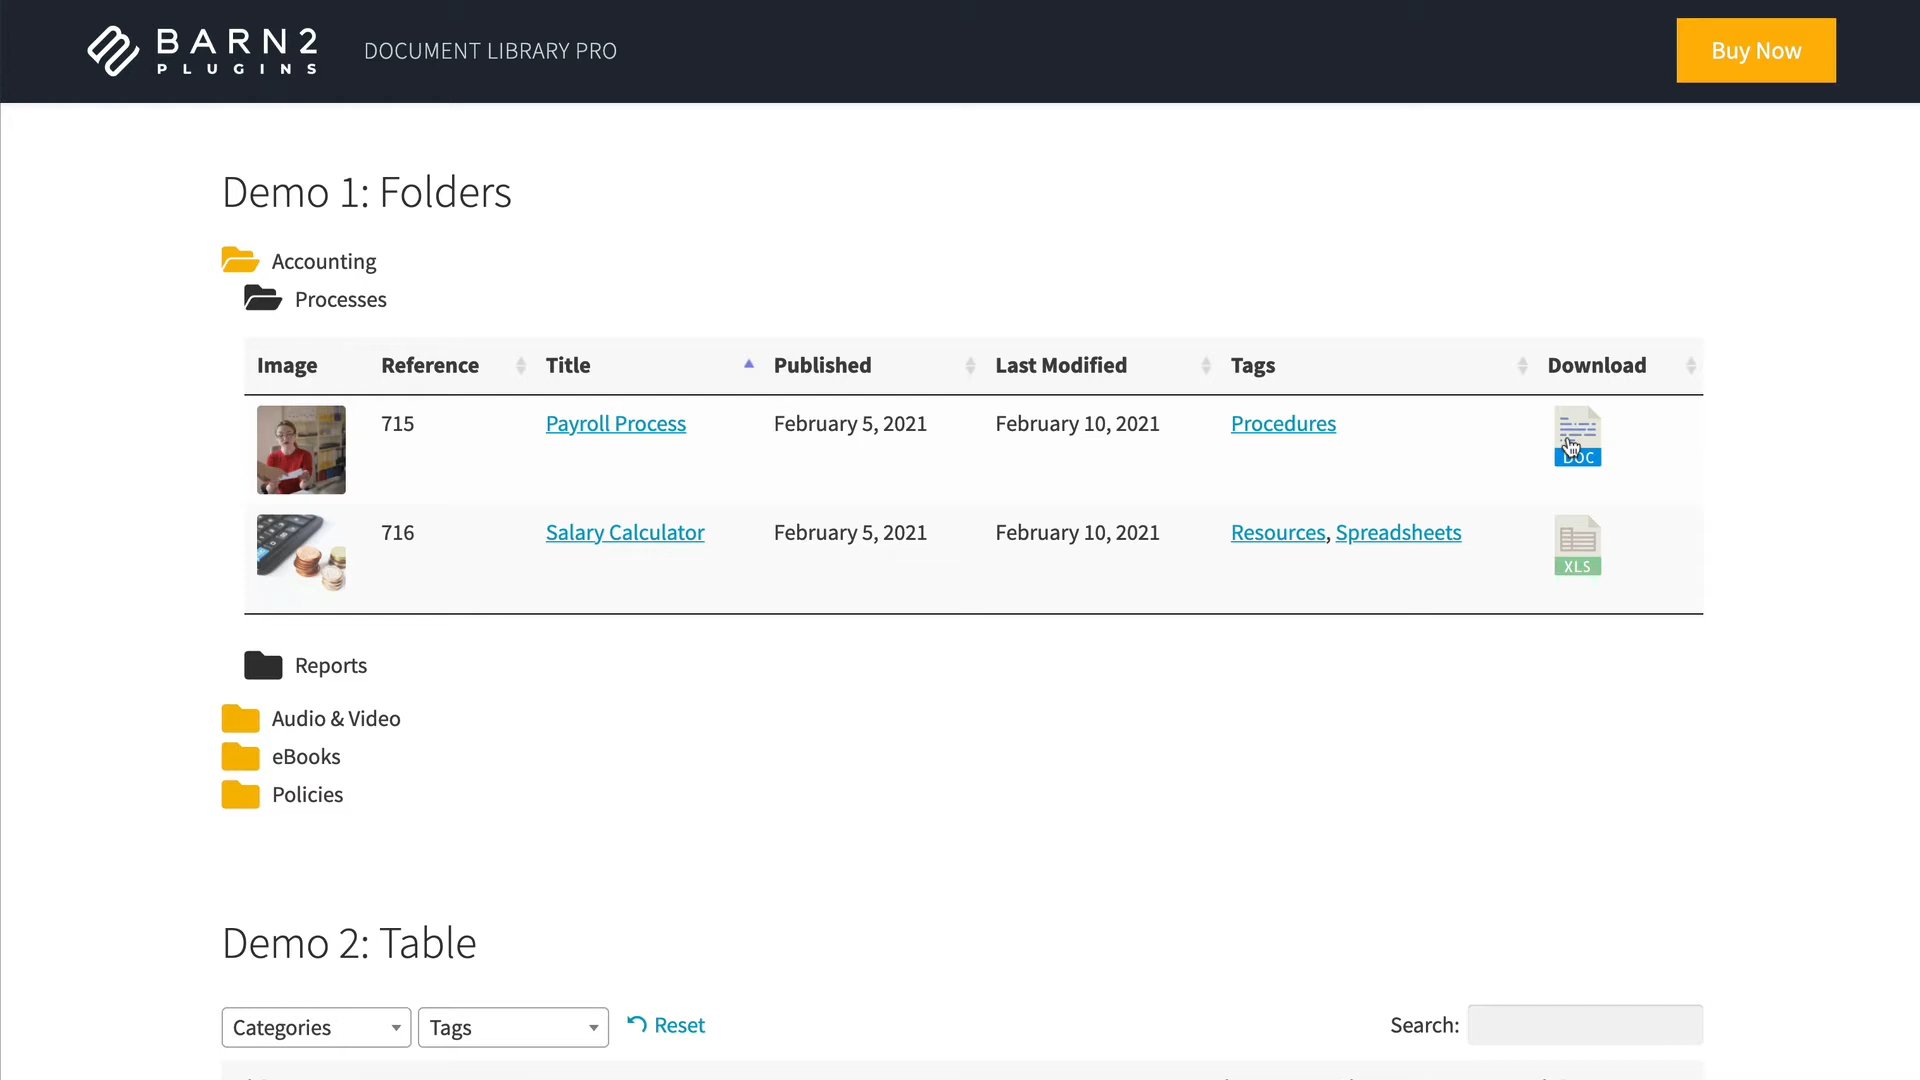 BARN2
PLUGINS
DOCUMENT LIBRARY PRO
Buy Now
Demo 1: Folders
Accounting
Processes
Image Reference Title Published Last Modified Tags Download
715 Payroll Process February 5, 2021 February 10, 2021 Procedures
DOC
716 Salary Calculator February 5, 2021 February 10, 2021 Resources, Spreadsheets
XLS
Reports
Audio & Video
eBooks
Policies
Demo 2: Table
Categories Tags Reset Search: